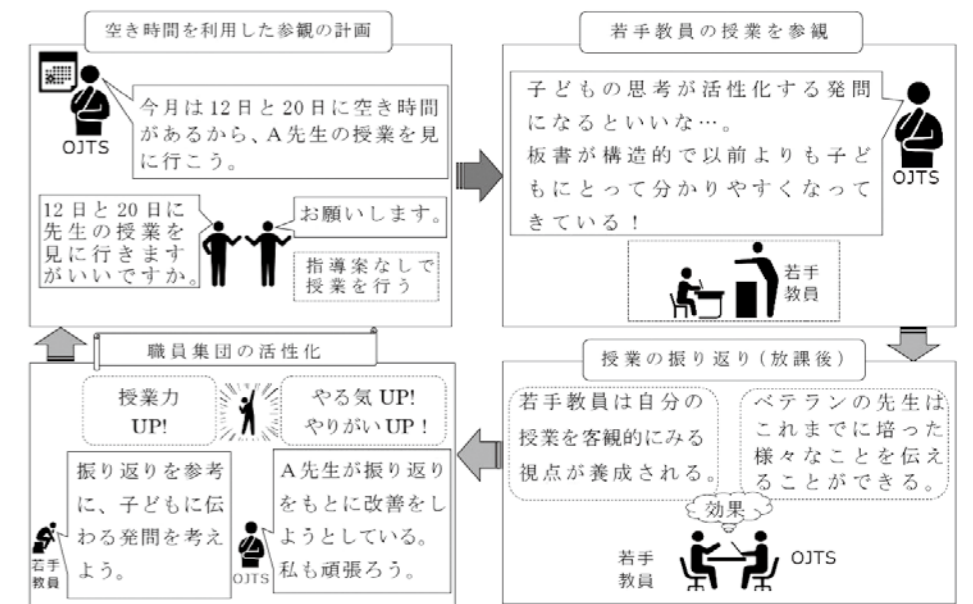 空き時間を利用した参観の計画
OJTS
今月は12日と20日に空き時間
があるから、A先生の授業を見
に行こう。
12日と20日に
先生の授業を
見に行きます
がいいですか。
お願いします。
指導案なしで
授業を行う
若手教員の授業を参観
子どもの思考が活性化する発問
になるといいな…。
板書が構造的で以前よりも子ど
もにとって分かりやすくなって
きている！
OJTS
若手
教員
授業の振り返り(放課後)
若手教員は自分の
授業を客観的にみる
視点が養成される。
ベテランの先生は
これまでに培った
様々なことを伝え
ることができる。
効果
若手
教員
OJTS
職員集団の活性化
授業力
UP!
やる気UP!
やりがいUP！
振り返りを参考
に、子どもに伝
わる発問を考え
よう。
若手
教員
A先生が振り返り
をもとに改善をし
ようとしている。
私も頑張ろう。
OJTS